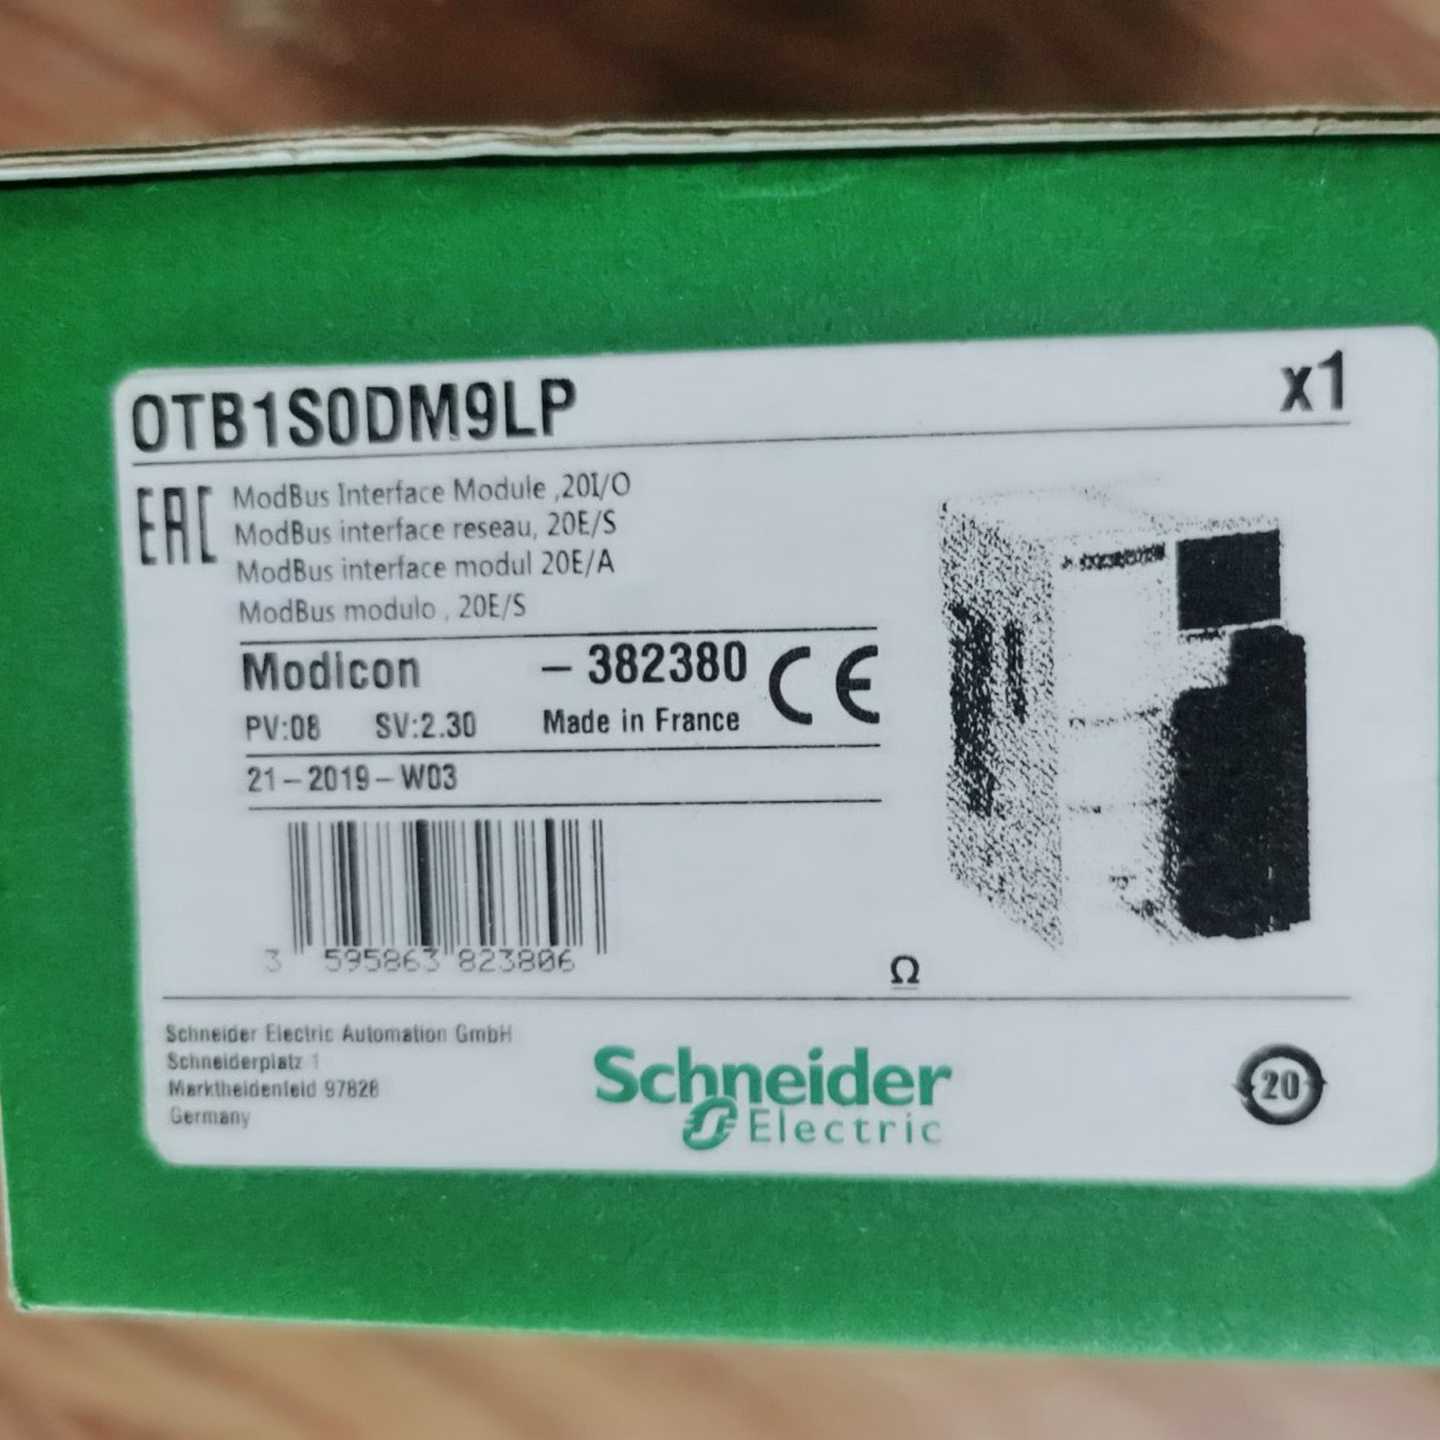 OTB1S0DM9LP x1
EAC
ModBus Interface Module ,20I/O
ModBus interface reseau, 20E/S
ModBus interface modul 20E/A
ModBus modulo , 20E/S
Modicon – 382380 CE
PV:08 SV:2.30 Made in France
21 – 2019 – W03
3 595863 823806
Ω
Schneider Electric Automation GmbH
Schneiderplatz 1
Marktheidenfeld 97828
Germany
Schneider
Electric
20